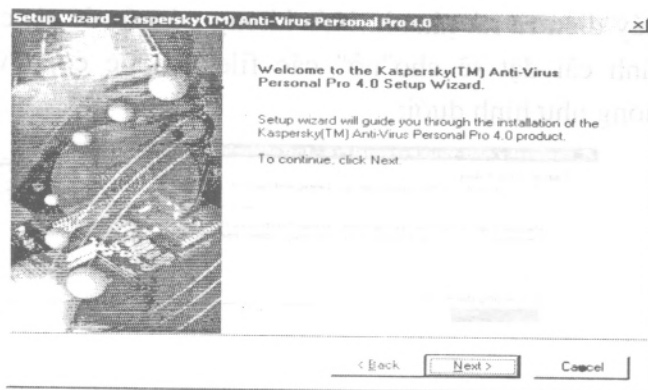 Setup Wizard - Kaspersky(TM) Anti-Virus Personal Pro 4.0
Welcome to the Kaspersky(TM) Anti-Virus
Personal Pro 4.0 Setup Wizard.
Setup wizard will guide you through the installation of the
Kaspersky(TM) Anti-Virus Personal Pro 4.0 product.
To continue, click Next.
< Back
Next >
Cancel